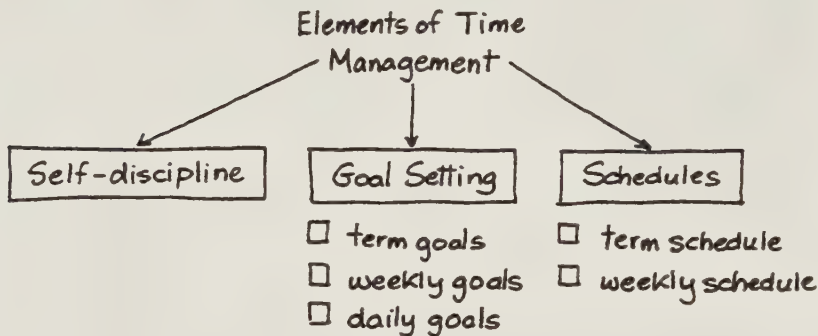 Elements of Time
Management
Self-discipline
Goal Setting
Schedules
term goals
weekly goals
daily goals
term schedule
weekly schedule